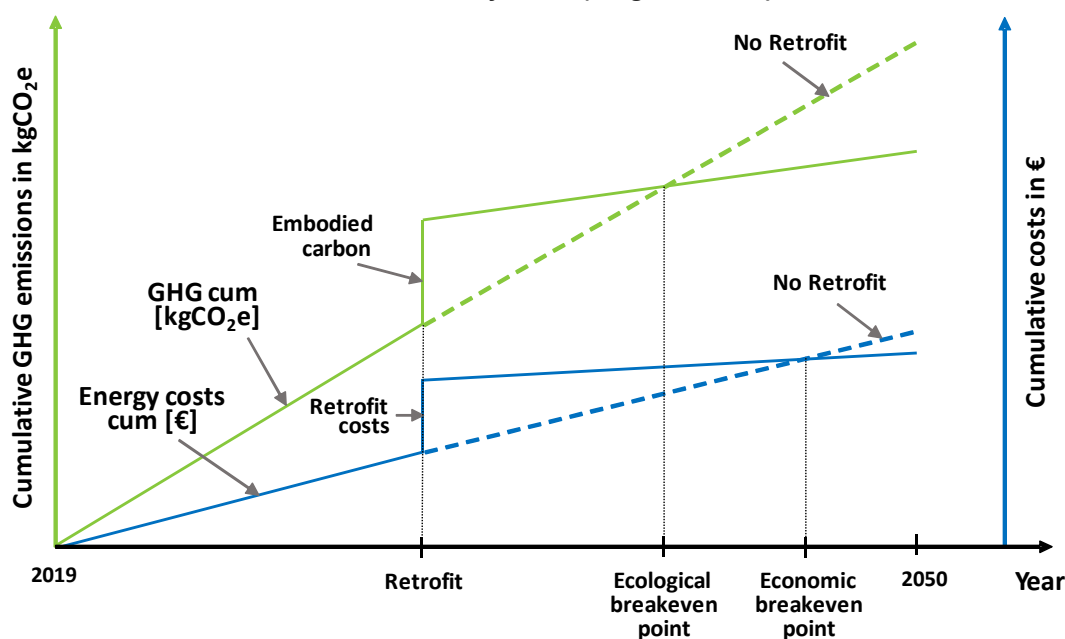 No Retrofit
Cumulative GHG emissions in kgCO₂e
Cumulative costs in €
Embodied
carbon
GHG cum
[kgCO₂e]
No Retrofit
Energy costs
cum [€]
Retrofit
costs
2019
Retrofit
Ecological
breakeven
point
Economic
breakeven
point
2050
Year